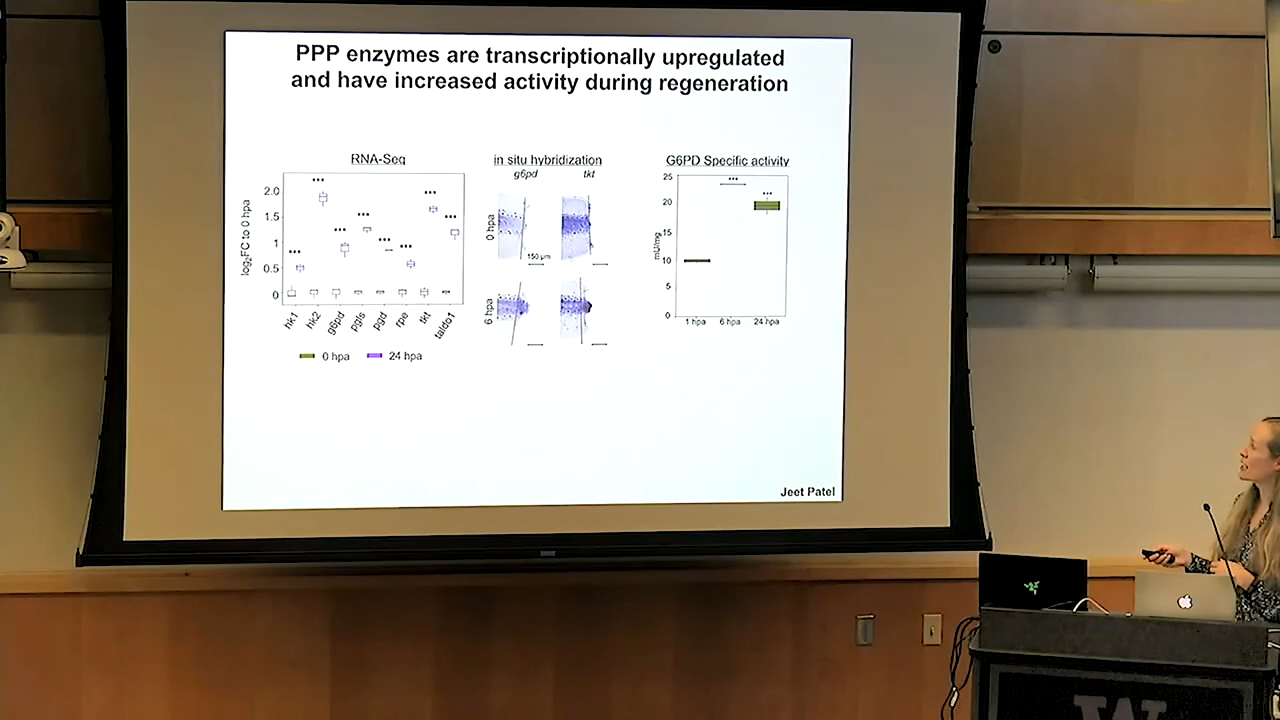 PPP enzymes are transcriptionally upregulated
and have increased activity during regeneration
RNA-Seq
log2FC to 0 hpa
2.0
1.5
1
0.5
0
***
***
***
***
***
***
***
***
hk1
hk2
g6pd
pgls
pgd
rpe
tkt
taldo1
0 hpa
24 hpa
in situ hybridization
g6pd
tkt
0 hpa
150 μm
6 hpa
G6PD Specific activity
mU/mg
25
20
15
10
5
0
***
***
1 hpa
6 hpa
24 hpa
Jeet Patel
W